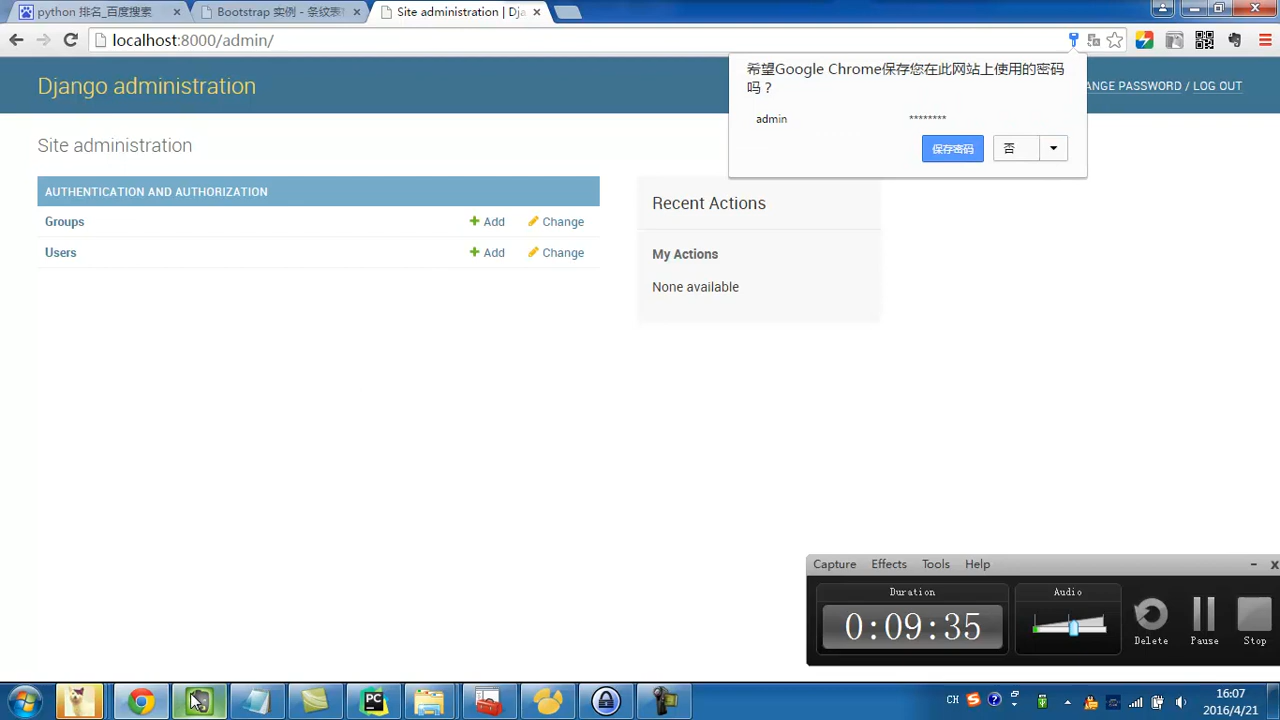 python 排名_百度搜索
Bootstrap 实例 - 条纹表
Site administration | Dja
localhost:8000/admin/
希望Google Chrome保存您在此网站上使用的密码
吗？
admin ********
保存密码 否
Django administration
ANGE PASSWORD / LOG OUT
Site administration
AUTHENTICATION AND AUTHORIZATION
Groups Add Change
Users Add Change
Recent Actions
My Actions
None available
Capture Effects Tools Help
Duration
0:09:35
Audio
Delete
Pause
Stop
PC
CH
16:07
2016/4/21